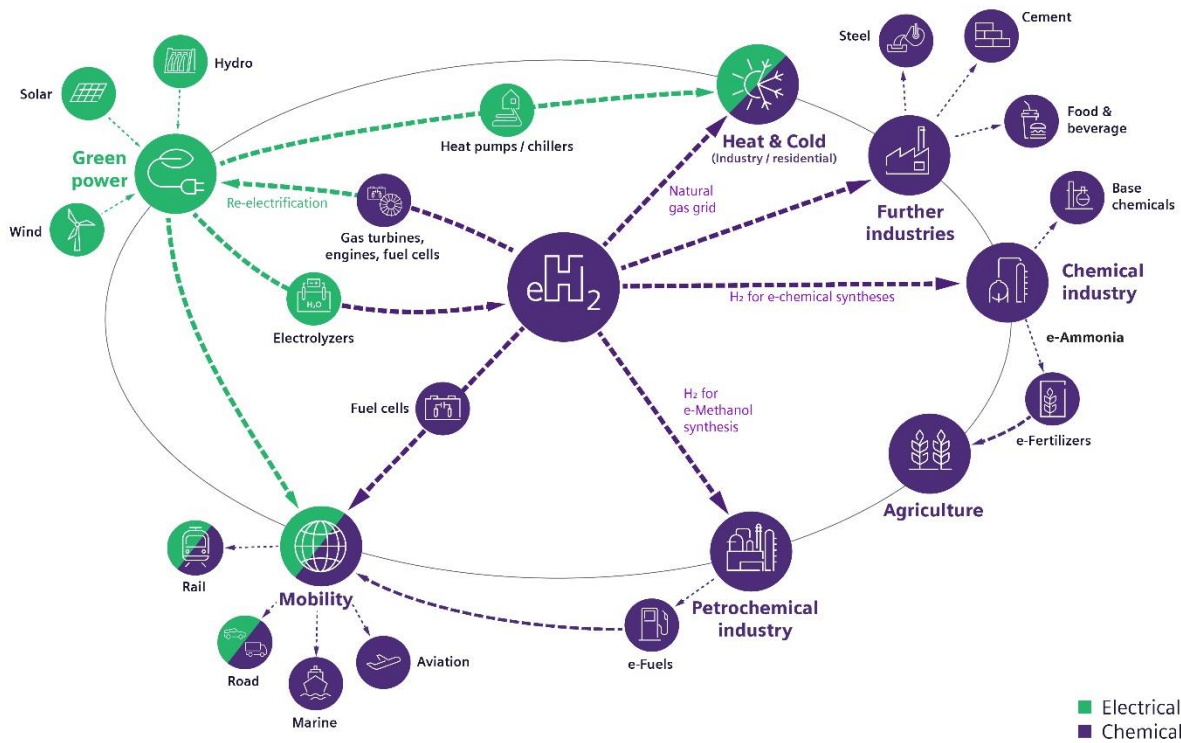 Steel
Cement
Hydro
Solar
Food &
beverage
Heat pumps / chillers
Heat & Cold
(Industry / residential)
Green
power
Natural
gas grid
Base
chemicals
Re-electrification
Wind
Gas turbines,
engines, fuel cells
Further
industries
eH₂
Chemical
industry
H₂O
H₂ for e-chemical syntheses
Electrolyzers
e-Ammonia
H₂ for
e-Methanol
synthesis
Fuel cells
e-Fertilizers
Agriculture
Rail
Mobility
Petrochemical
industry
e-Fuels
Road
Aviation
Marine
Electrical
Chemical